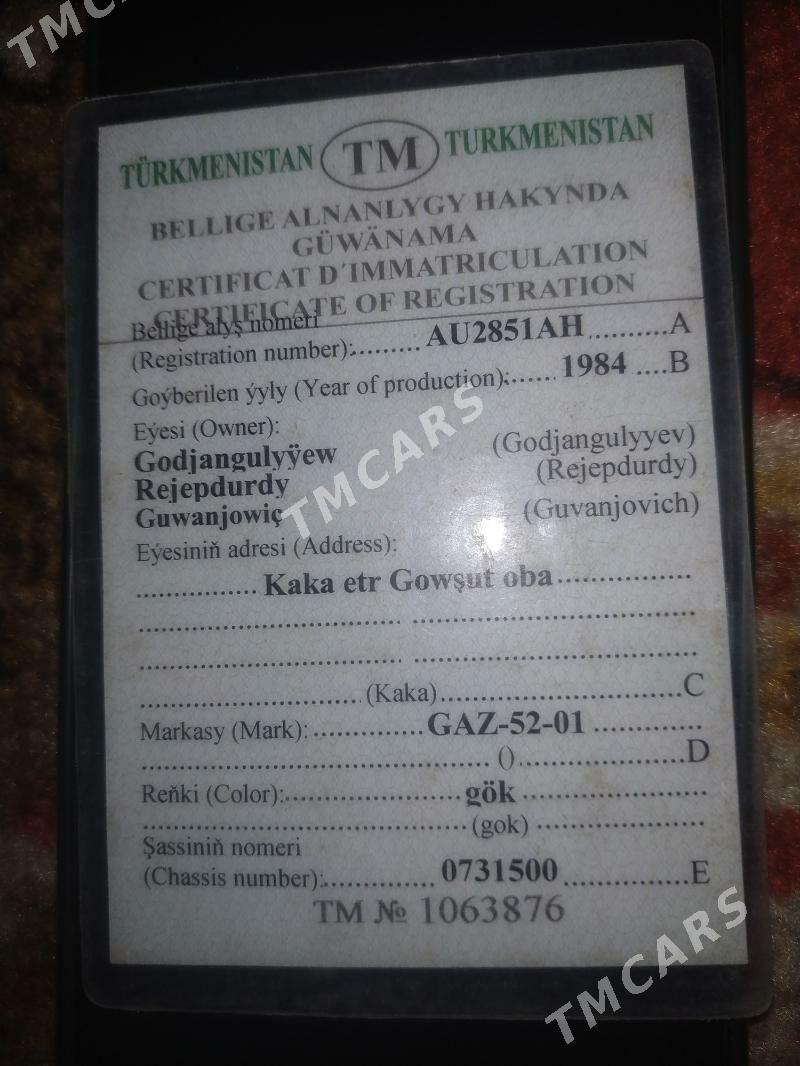 TMCARS
TÜRKMENISTAN TM TURKMENISTAN
BELLIGE ALNANLYGY HAKYNDA
GÜWÄNAMA
CERTIFICAT D´IMMATRICULATION
CERTIFICATE OF REGISTRATION
Bellige alyş nomeri
(Registration number):......... AU2851AH ..........A
Goýberilen ýyly (Year of production):...... 1984 ....B
Eýesi (Owner):
Godjangulyýew (Godjangulyyev)
Rejepdurdy (Rejepdurdy)
Guwanjowiç (Guvanjovich)
TMCARS
Eýesiniň adresi (Address):
................ Kaka etr Gowşut oba .................
(Kaka) ..............................C
Markasy (Mark):.............. GAZ-52-01 ..............
() .....................D
Reňki (Color):...................... gök .......................
(gok) .....................
Şassiniň nomeri
(Chassis number):.............. 0731500 ................E
TM № 1063876
TMCARS